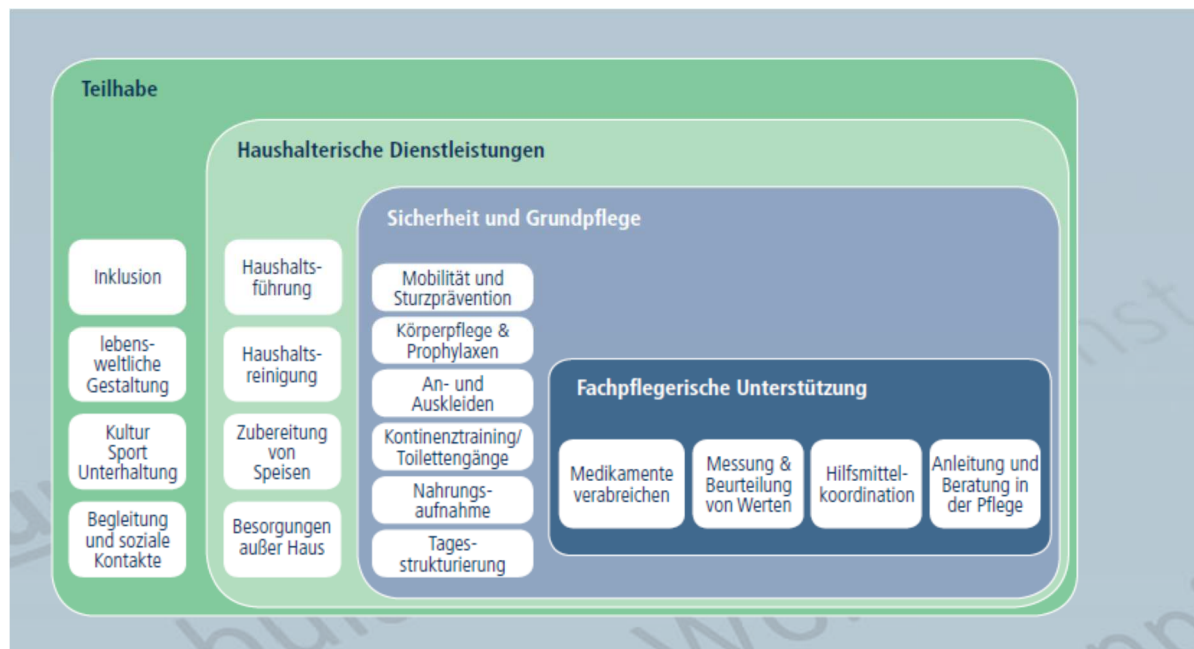 Teilhabe
Haushalterische Dienstleistungen
Sicherheit und Grundpflege
Inklusion
lebens-
weltliche
Gestaltung
Kultur
Sport
Unterhaltung
Begleitung
und soziale
Kontakte
Haushalts-
führung
Haushalts-
reinigung
Zubereitung
von
Speisen
Besorgungen
außer Haus
Mobilität und
Sturzprävention
Körperpflege &
Prophylaxen
An- und
Auskleiden
Kontinenztraining/
Toilettengänge
Nahrungs-
aufnahme
Tages-
strukturierung
Fachpflegerische Unterstützung
Medikamente
verabreichen
Messung &
Beurteilung
von Werten
Hilfsmittel-
koordination
Anleitung und
Beratung in
der Pflege